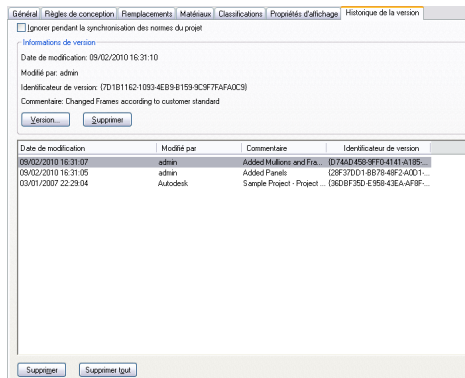 Général Règles de conception Remplacements Matériaux Classifications Propriétés d'affichage Historique de la version
Ignorer pendant la synchronisation des normes du projet
Informations de version
Date de modification: 09/02/2010 16:31:10
Modifié par: admin
Identificateur de version: {7D1B1162-1093-4EB9-B159-9C9F7FAFA0C9}
Commentaire: Changed Frames according to customer standard
Version... Supprimer
Date de modification Modifié par Commentaire Identificateur de version
09/02/2010 16:31:07 admin Added Mullions and Fra... {D74AD458-9FF0-4141-A185-...
09/02/2010 16:31:05 admin Added Panels {28F37DD1-BB78-48F2-A0D1-...
03/01/2007 22:29:04 Autodesk Sample Project - Project ... {36DBF35D-E958-43EA-AF8F-...
Supprimer Supprimer tout